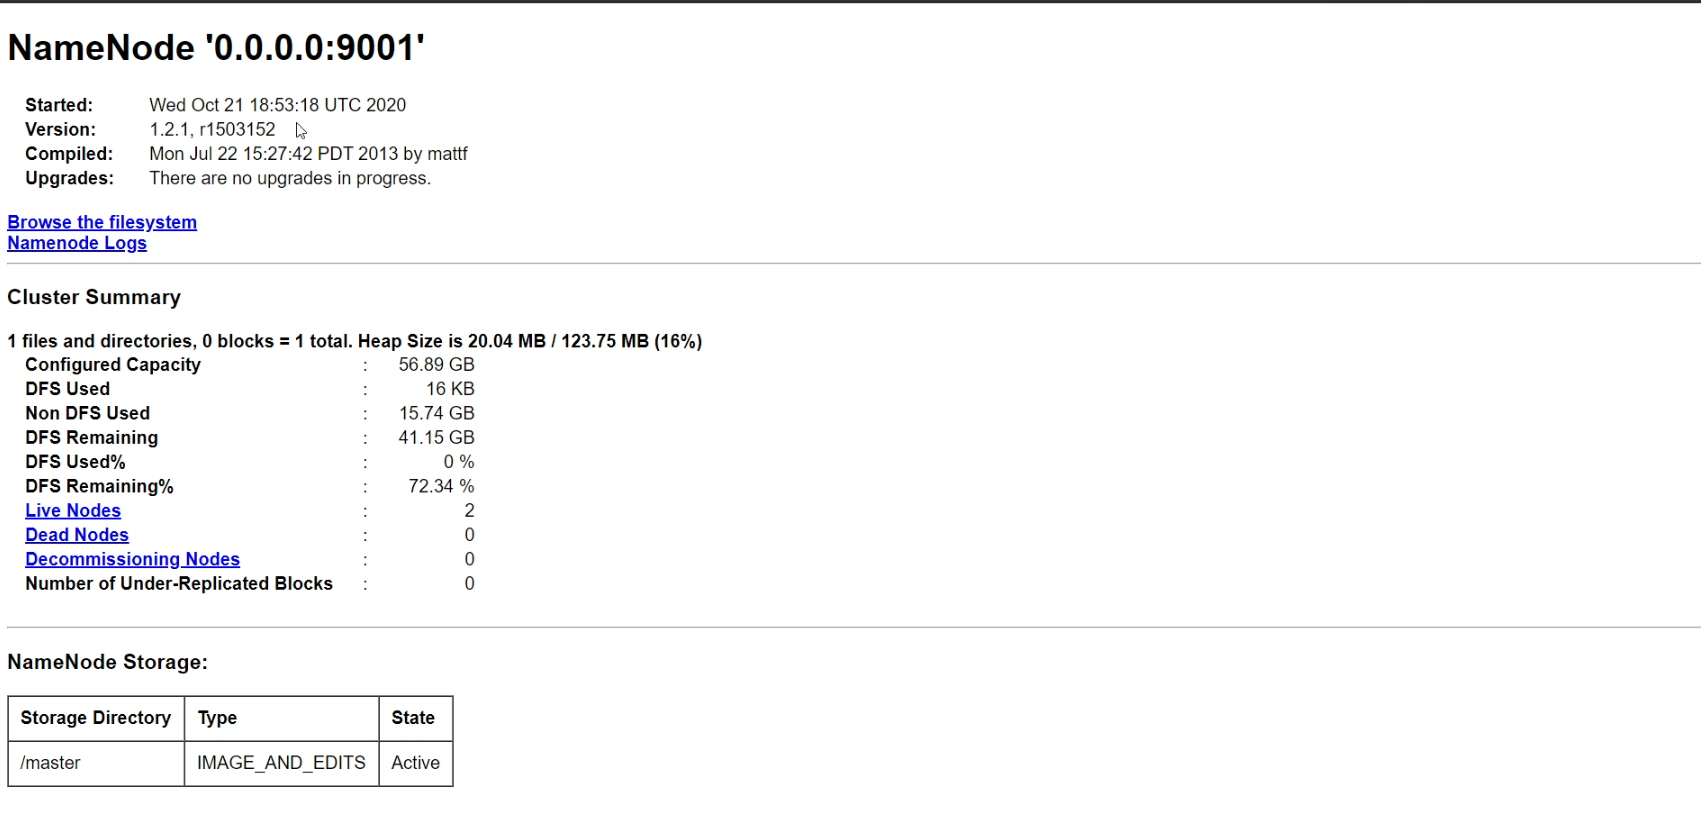 NameNode '0.0.0.0:9001'
Started: Wed Oct 21 18:53:18 UTC 2020
Version: 1.2.1, r1503152
Compiled: Mon Jul 22 15:27:42 PDT 2013 by mattf
Upgrades: There are no upgrades in progress.
Browse the filesystem
Namenode Logs
Cluster Summary
1 files and directories, 0 blocks = 1 total. Heap Size is 20.04 MB / 123.75 MB (16%)
Configured Capacity : 56.89 GB
DFS Used : 16 KB
Non DFS Used : 15.74 GB
DFS Remaining : 41.15 GB
DFS Used% : 0 %
DFS Remaining% : 72.34 %
Live Nodes : 2
Dead Nodes : 0
Decommissioning Nodes : 0
Number of Under-Replicated Blocks : 0
NameNode Storage:
Storage Directory Type State
/master IMAGE_AND_EDITS Active